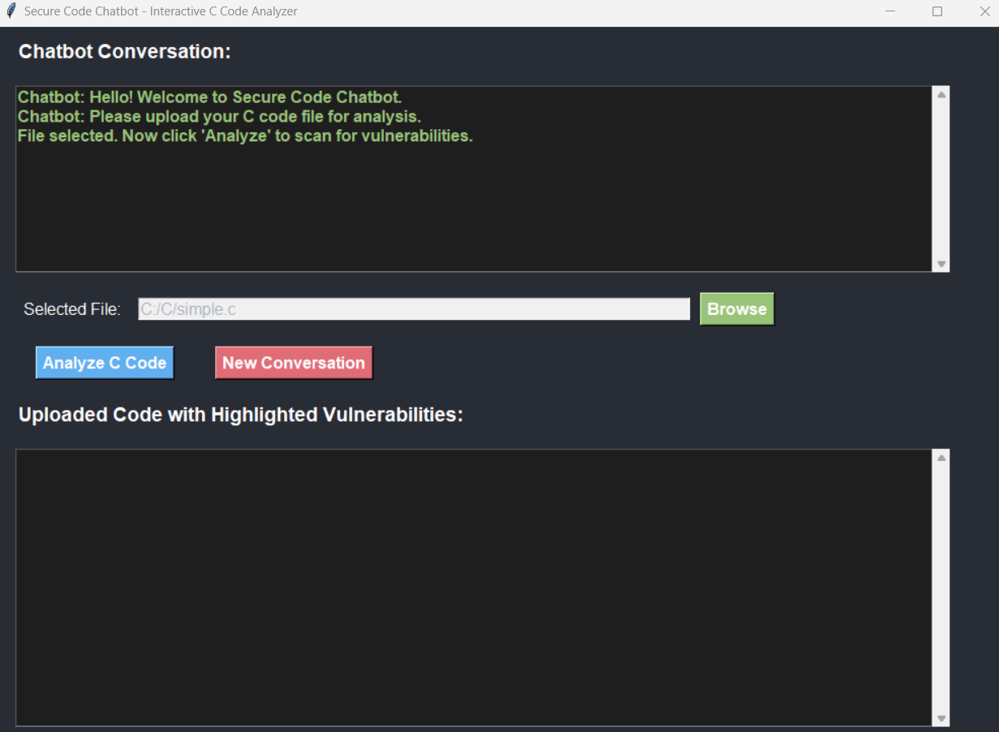 Secure Code Chatbot - Interactive C Code Analyzer
Chatbot Conversation:
Chatbot: Hello! Welcome to Secure Code Chatbot.
Chatbot: Please upload your C code file for analysis.
File selected. Now click 'Analyze' to scan for vulnerabilities.
Selected File: C:/C/simple.c Browse
Analyze C Code New Conversation
Uploaded Code with Highlighted Vulnerabilities: